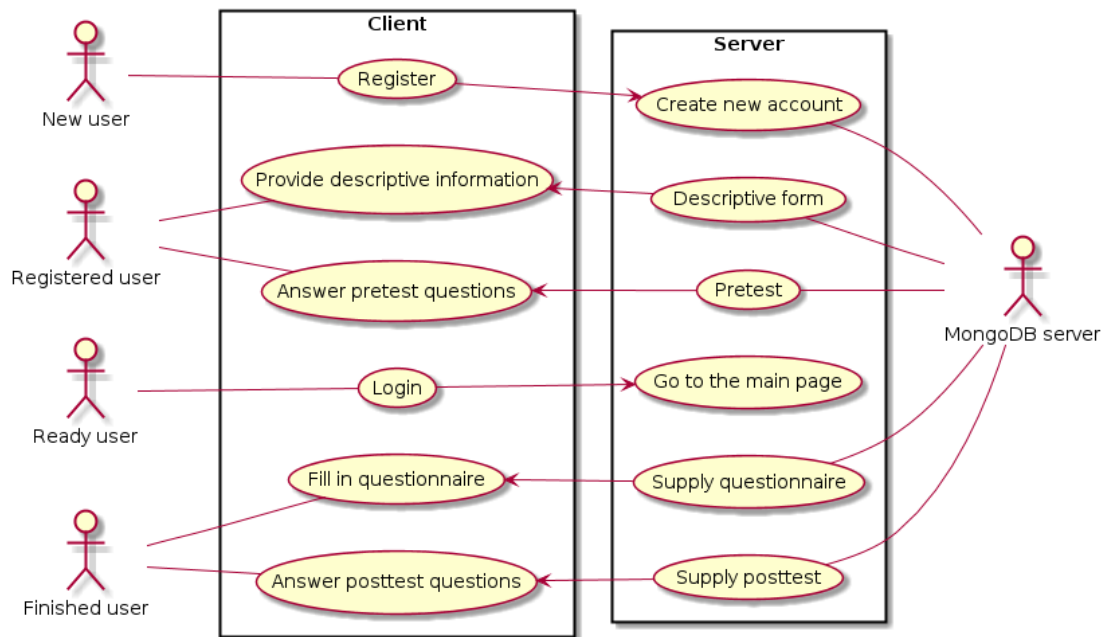 Client
Server
New user
Register
Create new account
Provide descriptive information
Descriptive form
Registered user
Answer pretest questions
Pretest
MongoDB server
Ready user
Login
Go to the main page
Fill in questionnaire
Supply questionnaire
Finished user
Answer posttest questions
Supply posttest